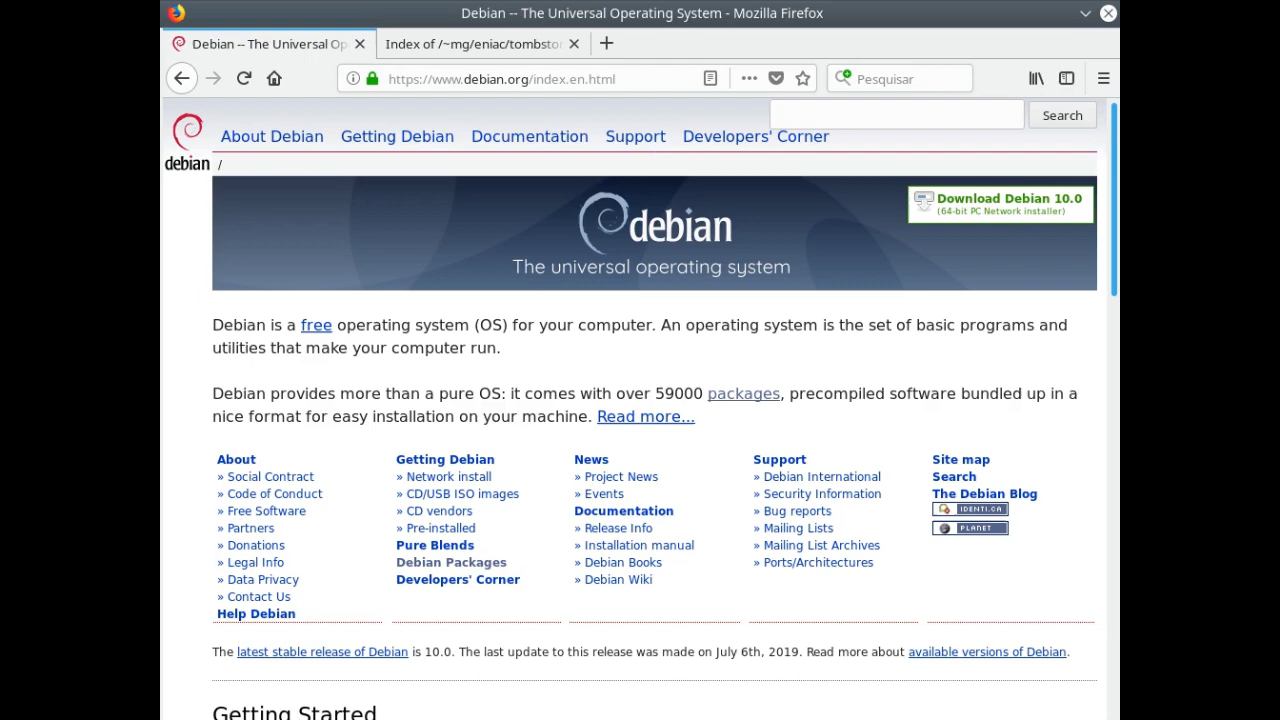 Debian -- The Universal Operating System - Mozilla Firefox
Debian -- The Universal Op
Index of /~mg/eniac/tombsto
https://www.debian.org/index.en.html
Pesquisar
Search
About Debian Getting Debian Documentation Support Developers' Corner
debian /
Download Debian 10.0
(64-bit PC Network installer)
debian
The universal operating system
Debian is a free operating system (OS) for your computer. An operating system is the set of basic programs and
utilities that make your computer run.
Debian provides more than a pure OS: it comes with over 59000 packages, precompiled software bundled up in a
nice format for easy installation on your machine. Read more...
About
» Social Contract
» Code of Conduct
» Free Software
» Partners
» Donations
» Legal Info
» Data Privacy
» Contact Us
Help Debian
Getting Debian
» Network install
» CD/USB ISO images
» CD vendors
» Pre-installed
Pure Blends
Debian Packages
Developers' Corner
News
» Project News
» Events
Documentation
» Release Info
» Installation manual
» Debian Books
» Debian Wiki
Support
» Debian International
» Security Information
» Bug reports
» Mailing Lists
» Mailing List Archives
» Ports/Architectures
Site map
Search
The Debian Blog
IDENTI.CA
PLANET
The latest stable release of Debian is 10.0. The last update to this release was made on July 6th, 2019. Read more about available versions of Debian.
Getting Started